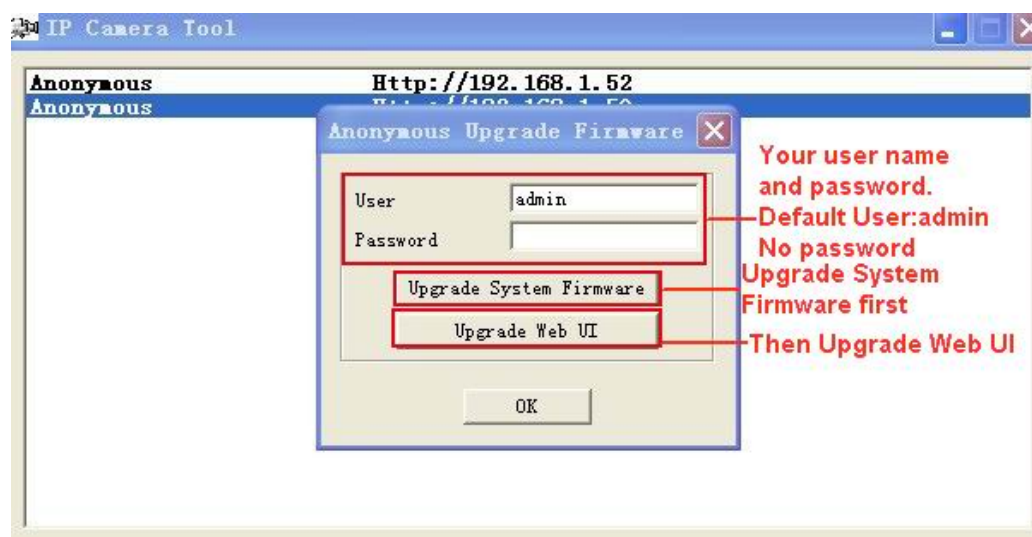 IP Camera Tool
Anonymous Http://192.168.1.52
Anonymous
Anonymous Upgrade Firmware
User admin
Password
Upgrade System Firmware
Upgrade Web UI
OK
Your user name
and password.
Default User:admin
No password
Upgrade System
Firmware first
Then Upgrade Web UI